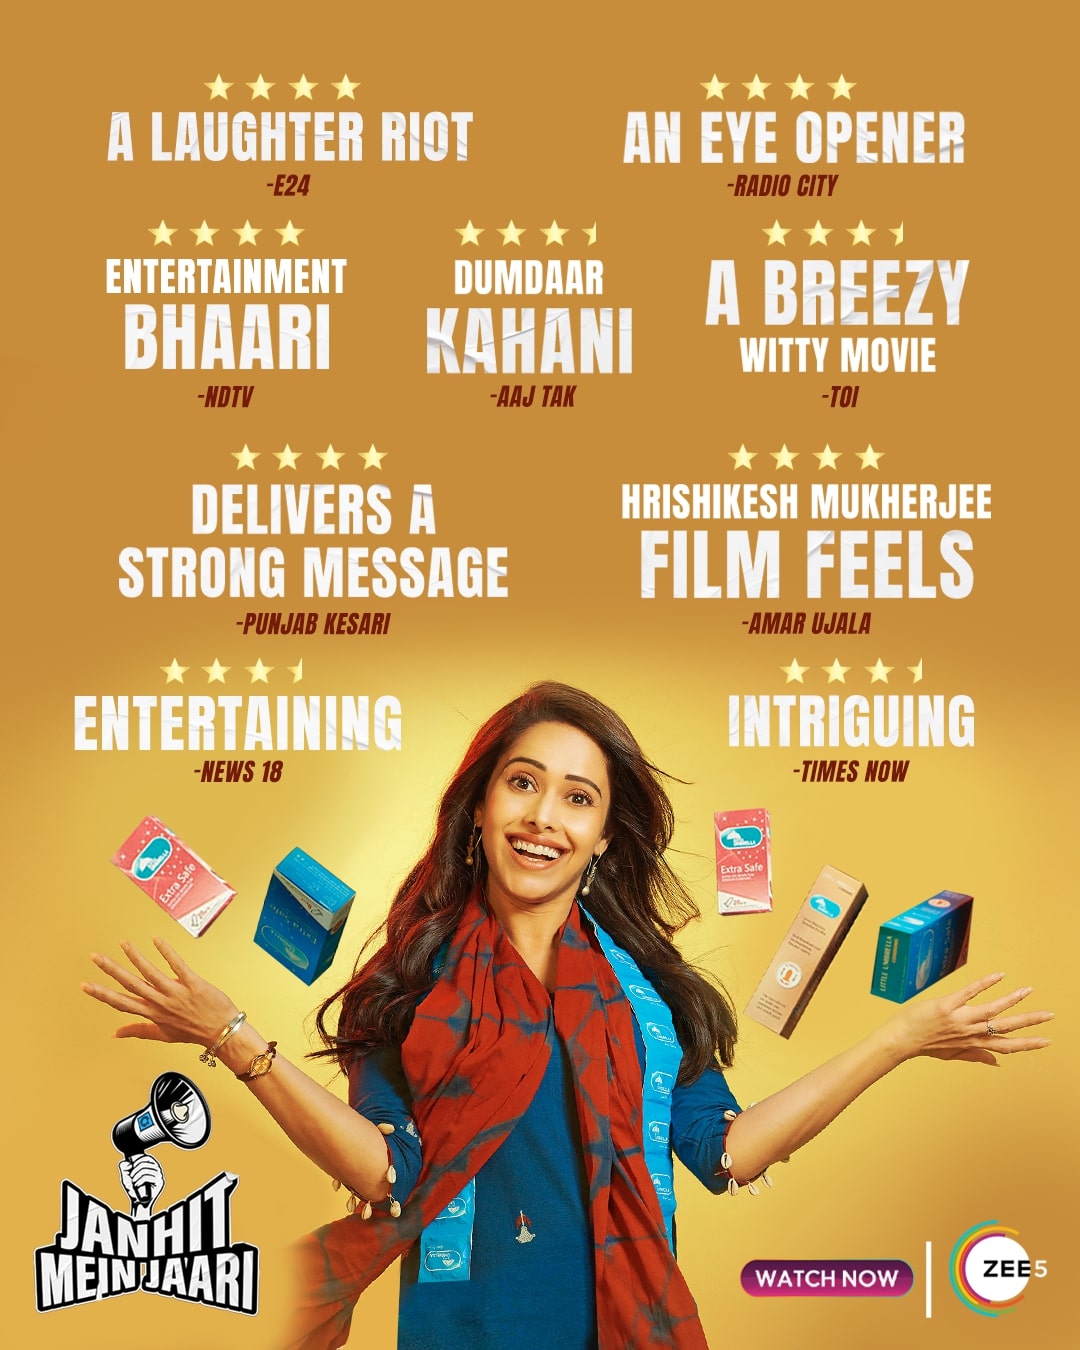 A LAUGHTER RIOT
-E24
AN EYE OPENER
-RADIO CITY
ENTERTAINMENT
BHAARI
-NDTV
DUMDAAR
KAHANI
-AAJ TAK
A BREEZY
WITTY MOVIE
-TOI
DELIVERS A
STRONG MESSAGE
-PUNJAB KESARI
HRISHIKESH MUKHERJEE
FILM FEELS
-AMAR UJALA
ENTERTAINING
-NEWS 18
INTRIGUING
-TIMES NOW
Extra Safe
Extra Safe
LITTLE UMBRELLA
JANHIT
MEIN JAARI
WATCH NOW
ZEE5